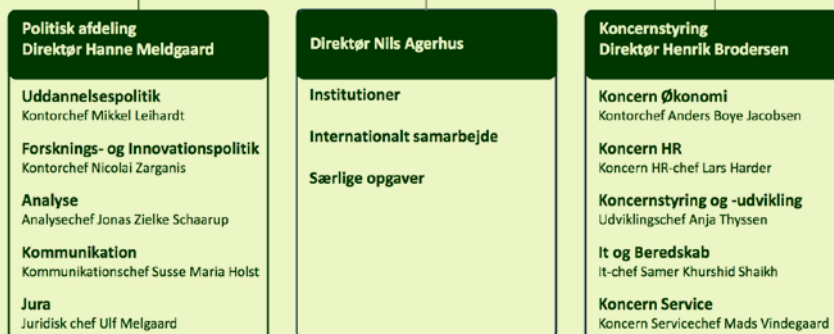 Politisk afdeling
Direktør Hanne Meldgaard
Uddannelsespolitik
Kontorchef Mikkel Leihardt
Forsknings- og Innovationspolitik
Kontorchef Nicolai Zarganis
Analyse
Analysechef Jonas Zielke Schaarup
Kommunikation
Kommunikationschef Susse Maria Holst
Jura
Juridisk chef Ulf Melgaard
Direktør Nils Agerhus
Institutioner
Internationalt samarbejde
Særlige opgaver
Koncernstyring
Direktør Henrik Brodersen
Koncern Økonomi
Kontorchef Anders Boye Jacobsen
Koncern HR
Koncern HR-chef Lars Harder
Koncernstyring og -udvikling
Udviklingschef Anja Thyssen
It og Beredskab
It-chef Samer Khurshid Shaikh
Koncern Service
Koncern Servicechef Mads Vindegaard